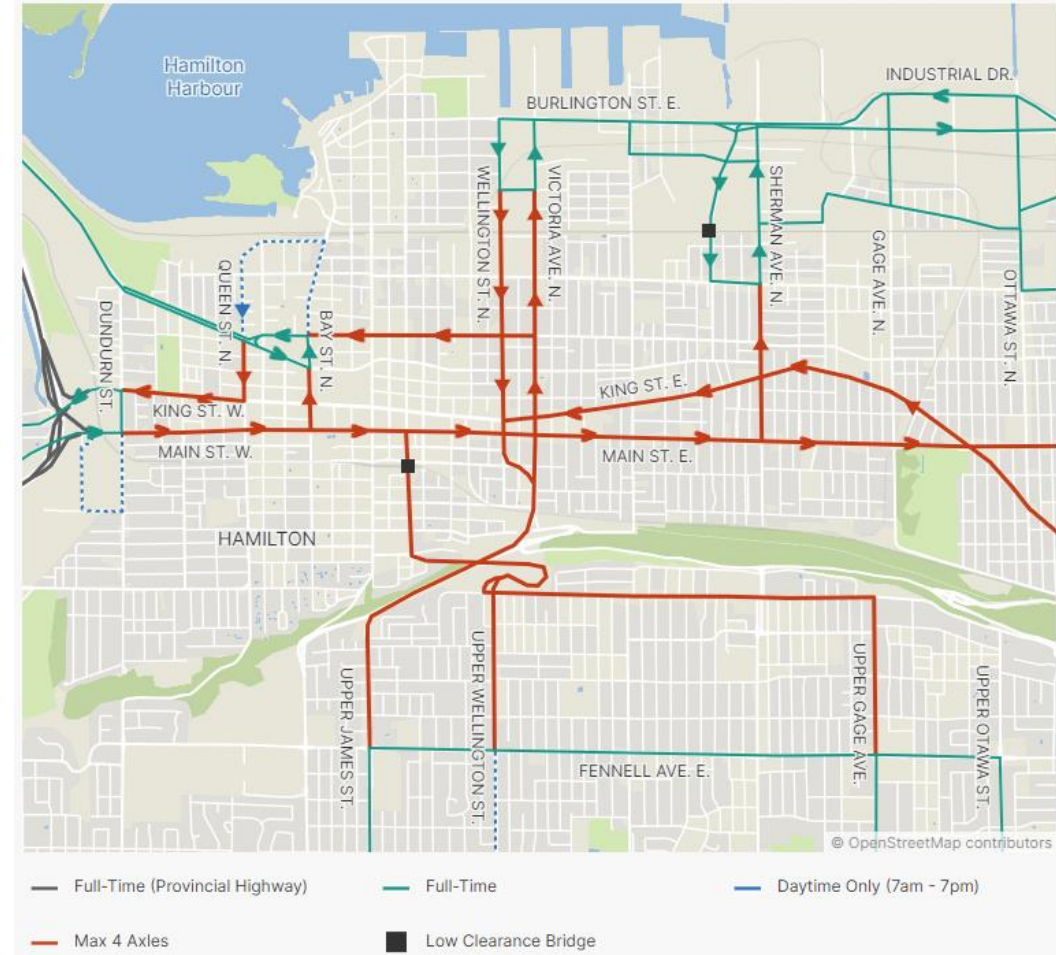 Hamilton
Harbour
INDUSTRIAL DR.
BURLINGTON ST. E.
WELLINGTON ST. N.
VICTORIA AVE. N.
SHERMAN AVE. N.
GAGE AVE. N.
OTTAWA ST. N.
QUEEN ST. N.
BAY ST. N.
DUNDURN ST.
KING ST. E.
KING ST. W.
MAIN ST. W.
MAIN ST. E.
HAMILTON
UPPER JAMES ST.
UPPER WELLINGTON ST.
UPPER GAGE AVE.
UPPER OTAWA ST.
FENNELL AVE. E.
© OpenStreetMap contributors
Full-Time (Provincial Highway)
Full-Time
Daytime Only (7am - 7pm)
Max 4 Axles
Low Clearance Bridge